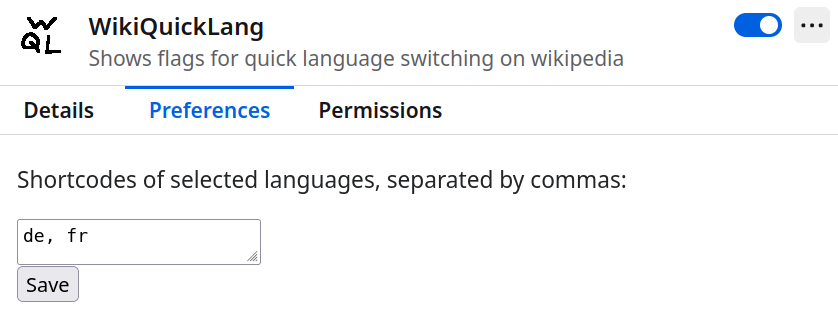 WQL
WikiQuickLang
Shows flags for quick language switching on wikipedia
Details
Preferences
Permissions
Shortcodes of selected languages, separated by commas:
de, fr
Save